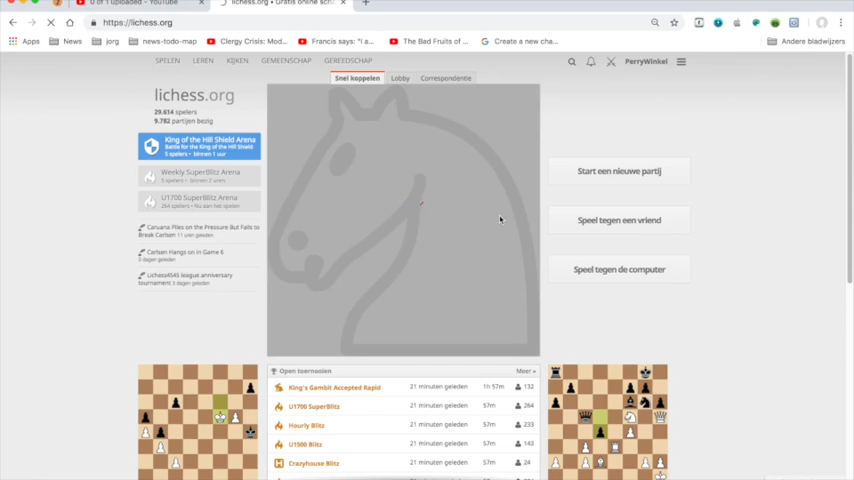 0 of 1 uploaded - YouTube
lichess.org • Gratis online sch
https://lichess.org
Apps
News
jorg
news-todo-map
Clergy Crisis: Mod...
Francis says: "I a...
The Bad Fruits of ...
Create a new cha...
Andere bladwijzers
SPELEN
LEREN
KIJKEN
GEMEENSCHAP
GEREEDSCHAP
PerryWinkel
Snel koppelen
Lobby
Correspondentie
lichess.org
29.614 spelers
9.782 partijen bezig
King of the Hill Shield Arena
Battle for the King of the Hill Shield
5 spelers • binnen 1 uur
Weekly SuperBlitz Arena
5 spelers • binnen 2 uren
U1700 SuperBlitz Arena
264 spelers • Nu aan het spelen
Caruana Piles on the Pressure But Fails to
Break Carlsen 11 uren geleden
Carlsen Hangs on in Game 6
Lichess4545 league anniversary
tournament 3 dagen geleden
Start een nieuwe partij
Speel tegen een vriend
Speel tegen de computer
Open toernooien
Meer »
King's Gambit Accepted Rapid 21 minuten geleden 1h 57m 132
U1700 SuperBlitz 21 minuten geleden 57m 264
Hourly Blitz 21 minuten geleden 57m 233
U1500 Blitz 21 minuten geleden 57m 143
Crazyhouse Blitz 21 minuten geleden 57m 24